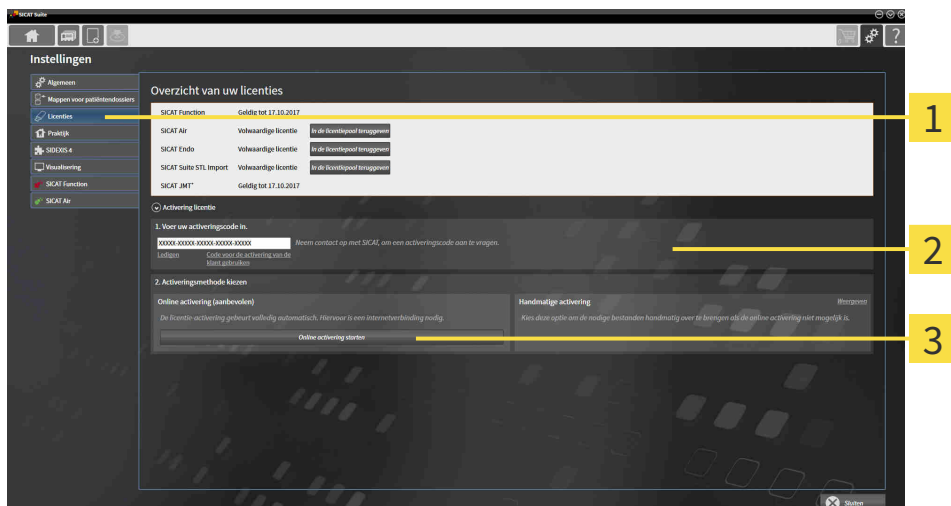 SICAT Suite
?
Instellingen
Algemeen
Mappen voor patiëntendossiers
Licenties
Praktijk
SIDEXIS 4
Visualisering
SICAT Function
SICAT Air
Overzicht van uw licenties
SICAT Function Geldig tot 17.10.2017
SICAT Air Volwaardige licentie In de licentiepool teruggeven
SICAT Endo Volwaardige licentie In de licentiepool teruggeven
SICAT Suite STL Import Volwaardige licentie In de licentiepool teruggeven
SICAT JMT+ Geldig tot 17.10.2017
Activering licentie
1. Voer uw activeringscode in.
XXXXX-XXXXX-XXXXX-XXXXX-XXXXX Neem contact op met SICAT, om een activeringscode aan te vragen.
Ledigen Code voor de activering van de
klant gebruiken
2. Activeringsmethode kiezen
Online activering (aanbevolen)
De licentie-activering gebeurt volledig automatisch. Hiervoor is een internetverbinding nodig.
Online activering starten
Handmatige activering Weergeven
Kies deze optie om de nodige bestanden handmatig over te brengen als de online activering niet mogelijk is.
Sluiten
1
2
3